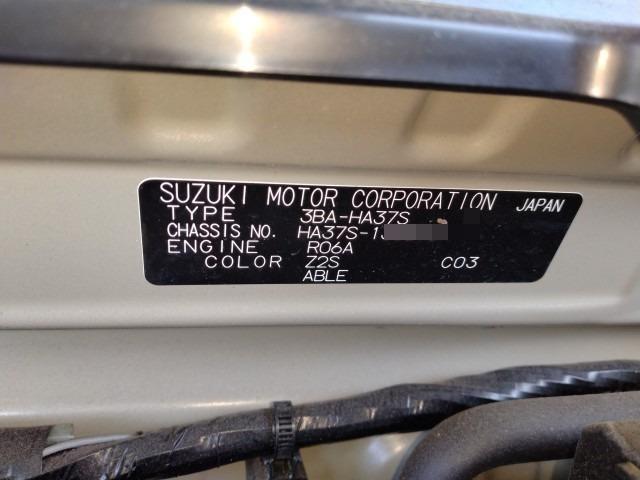 SUZUKI MOTOR CORPORATION JAPAN
TYPE 3BA-HA37S
CHASSIS NO. HA37S-1
ENGINE R06A
COLOR Z2S C03
ABLE